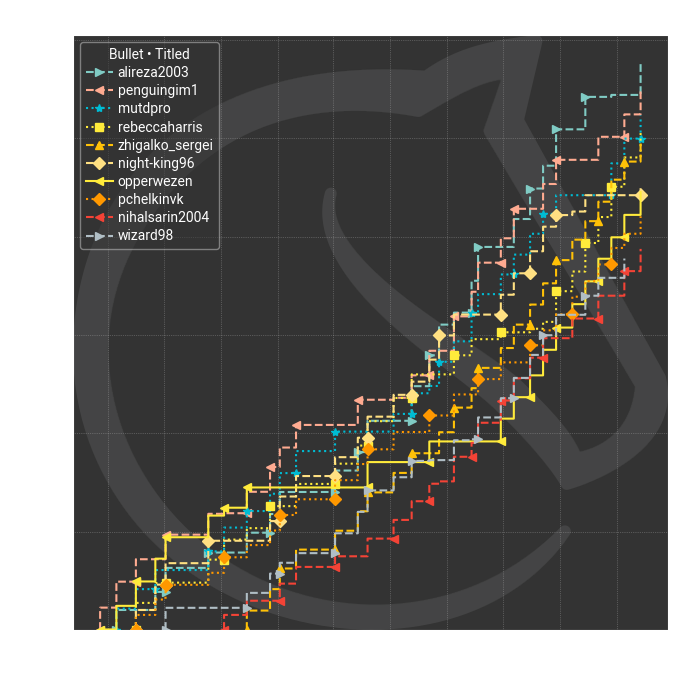 Bullet • Titled
alireza2003
penguingim1
mutdpro
rebeccaharris
zhigalko_sergei
night-king96
opperwezen
pchelkinvk
nihalsarin2004
wizard98